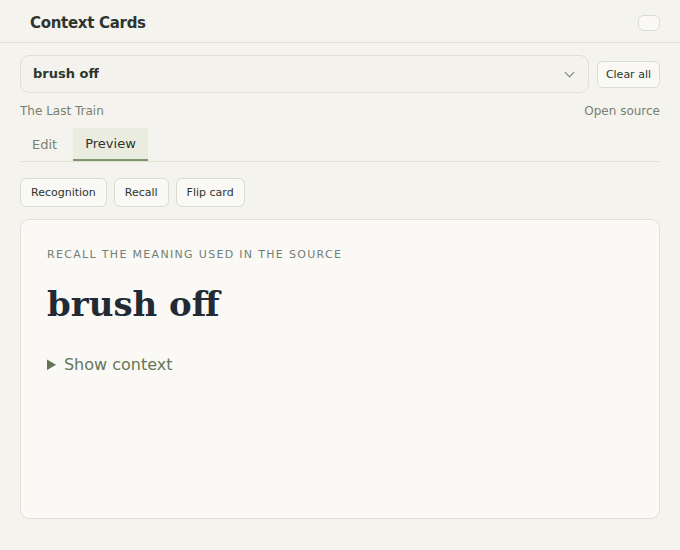 Context Cards
brush off
Clear all
The Last Train
Open source
Edit
Preview
Recognition
Recall
Flip card
RECALL THE MEANING USED IN THE SOURCE
brush off
Show context